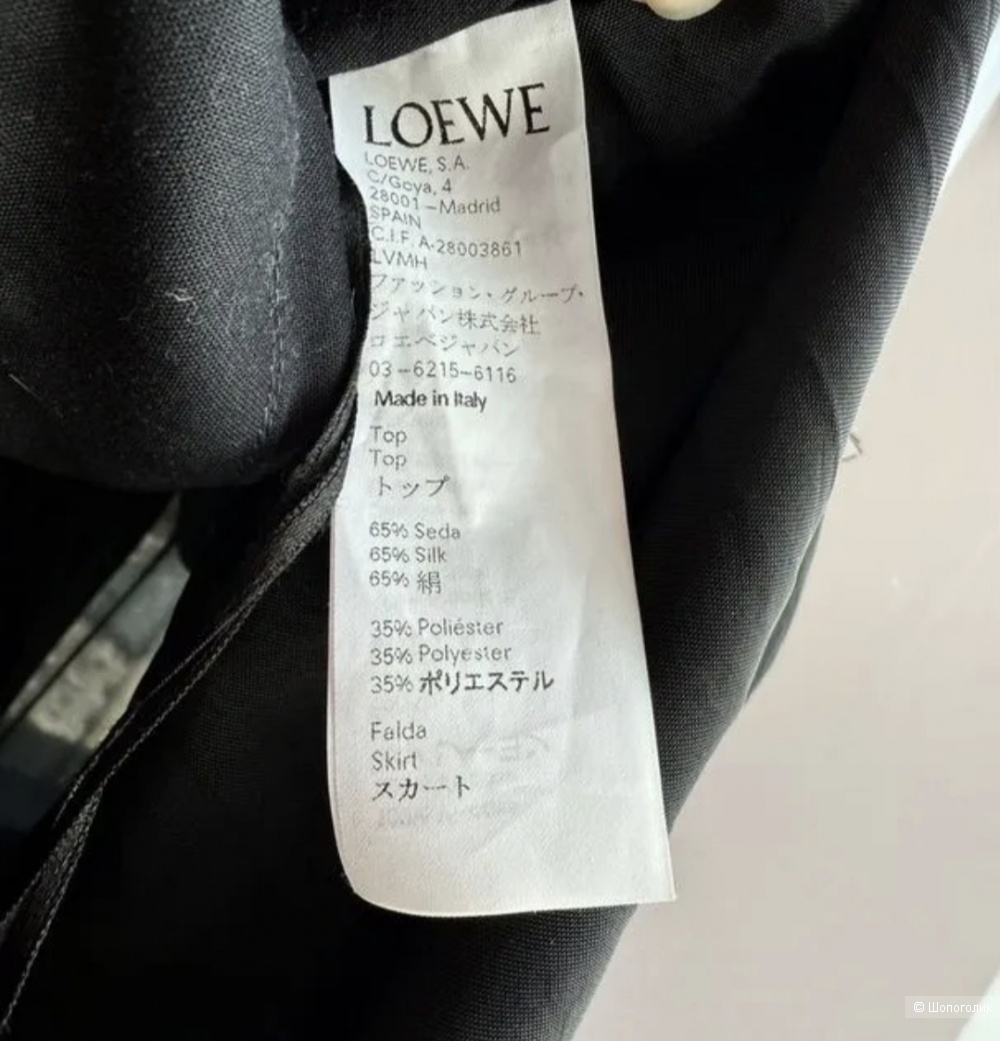 LOEWE
LOEWE, S.A.
C/Goya, 4
28001 – Madrid
SPAIN
C.I.F. A-28003861
LVMH
ファッション・グループ・
ジャパン株式会社
ロエベジャパン
03-6215-6116
Made in Italy
Top
Top
トップ
65% Seda
65% Silk
65% 絹
35% Poliéster
35% Polyester
35% ポリエステル
Falda
Skirt
スカート
© Шопоголик